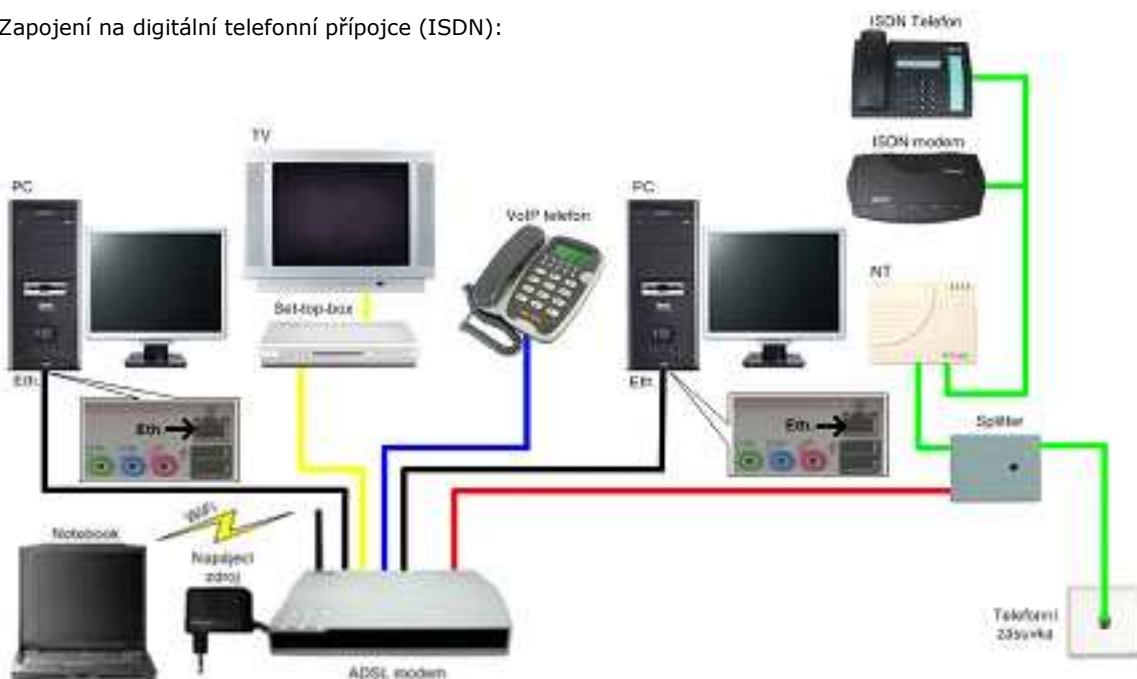 Zapojení na digitální telefonní přípojce (ISDN):
ISDN Telefon
TV
ISDN modem
PC
VoIP telefon
PC
NT
Set-top-box
Eth.
Eth.
Splitter
Eth.
Eth.
WiFi
Notebook
Napájecí
zdroj
Telefonní
zásuvka
ADSL modem